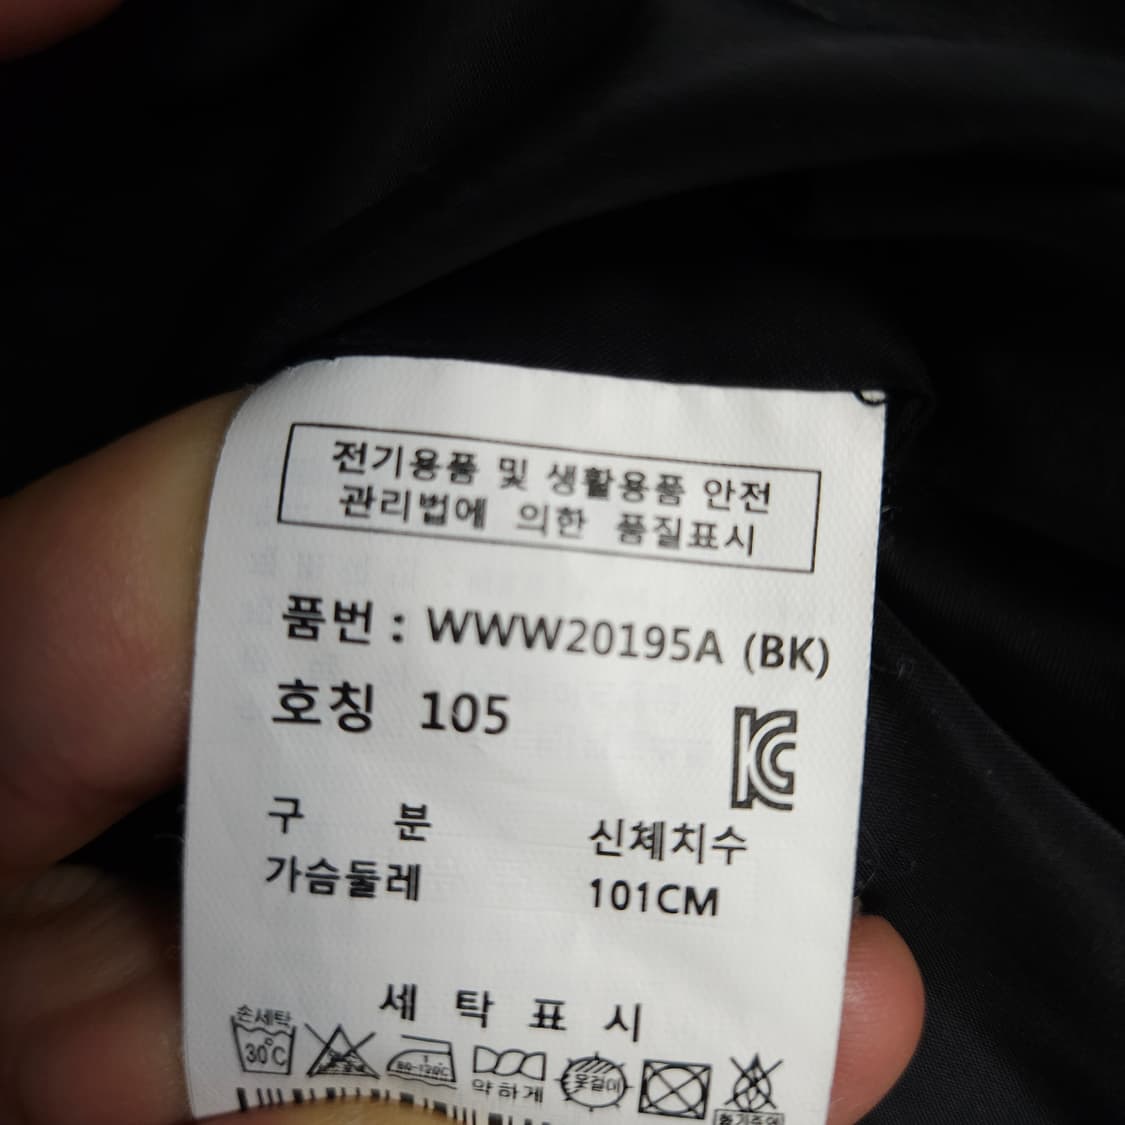 전기용품 및 생활용품 안전
관리법에 의한 품질표시
품번 : WWW20195A (BK)
호칭 105
KC
구 분 신체치수
가슴둘레 101CM
세 탁 표 시
손세탁
30℃
약하게
옷걸이